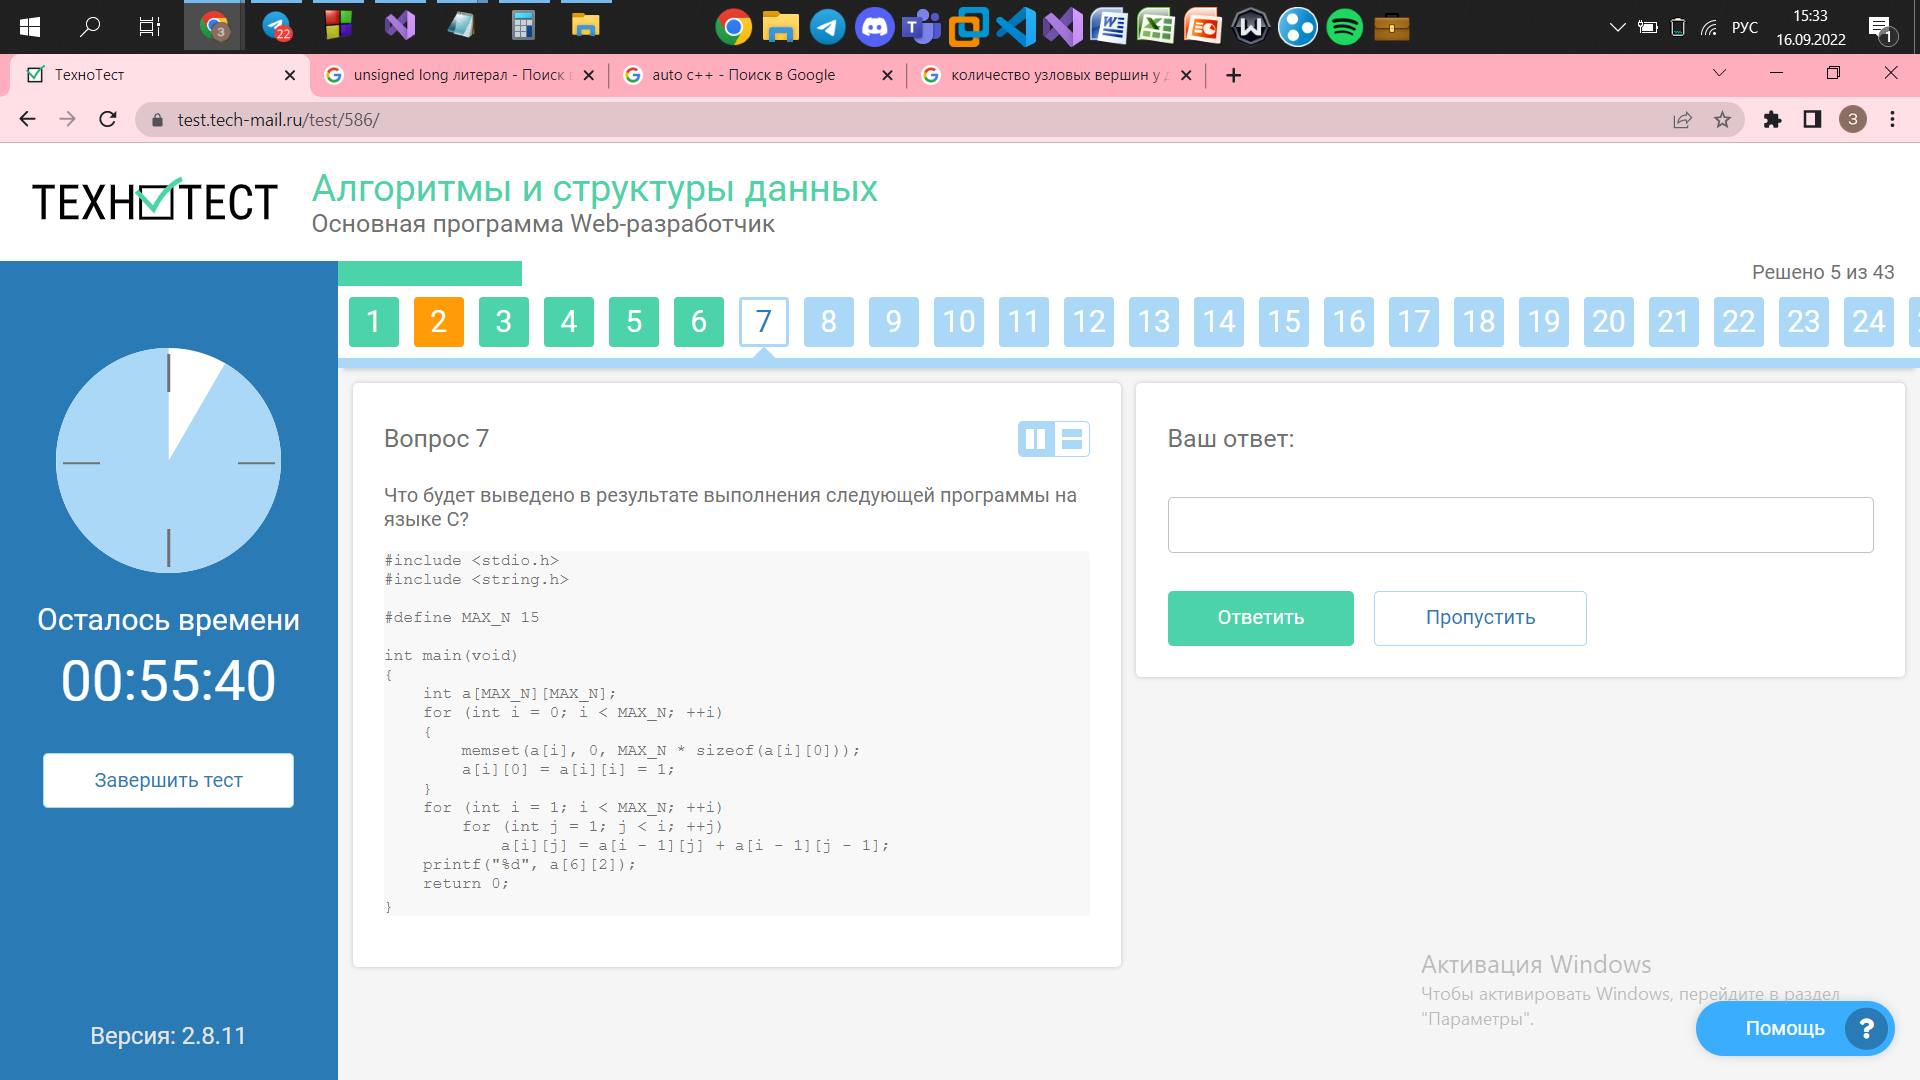 22
3
РУС
15:33
16.09.2022
1
ТехноТест
unsigned long литерал - Поиск
auto c++ - Поиск в Google
количество узловых вершин у
test.tech-mail.ru/test/586/
3
ТЕХНОТЕСТ
Алгоритмы и структуры данных
Основная программа Web-разработчик
Решено 5 из 43
1 2 3 4 5 6 7 8 9 10 11 12 13 14 15 16 17 18 19 20 21 22 23 24
Осталось времени
00:55:40
Завершить тест
Версия: 2.8.11
Вопрос 7
Что будет выведено в результате выполнения следующей программы на
языке C?
#include <stdio.h>
#include <string.h>
#define MAX_N 15
int main(void)
{
    int a[MAX_N][MAX_N];
    for (int i = 0; i < MAX_N; ++i)
    {
        memset(a[i], 0, MAX_N * sizeof(a[i][0]));
        a[i][0] = a[i][i] = 1;
    }
    for (int i = 1; i < MAX_N; ++i)
        for (int j = 1; j < i; ++j)
            a[i][j] = a[i - 1][j] + a[i - 1][j - 1];
    printf("%d", a[6][2]);
    return 0;
}
Ваш ответ:
Ответить
Пропустить
Активация Windows
Чтобы активировать Windows, перейдите в раздел
"Параметры".
Помощь ?